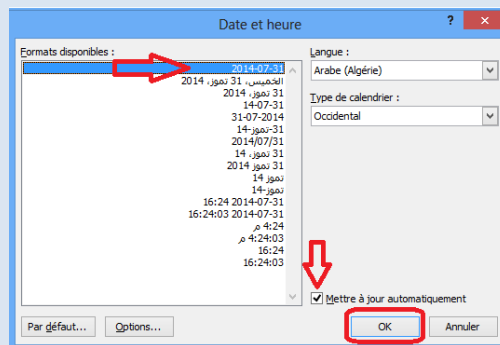 Date et heure
?
Formats disponibles :
2014-07-31
الخميس، 31 تموز، 2014
31 تموز، 2014
14-07-31
31-07-2014
31-تموز-14
2014/07/31
31 تموز، 14
31 تموز 2014
تموز 14
تموز-14
16:24 2014-07-31
16:24:03 2014-07-31
4:24 م
4:24:03 م
16:24
16:24:03
Langue :
Arabe (Algérie)
Type de calendrier :
Occidental
Mettre à jour automatiquement
Par défaut...
Options...
OK
Annuler